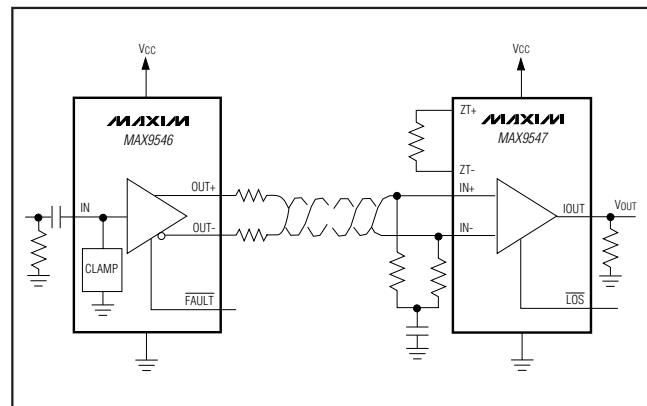 VCC
VCC
MAXIM
MAX9546
IN
CLAMP
OUT+
OUT-
FAULT
ZT+
ZT-
MAXIM
MAX9547
IN+
IN-
IOUT
VOUT
LOS